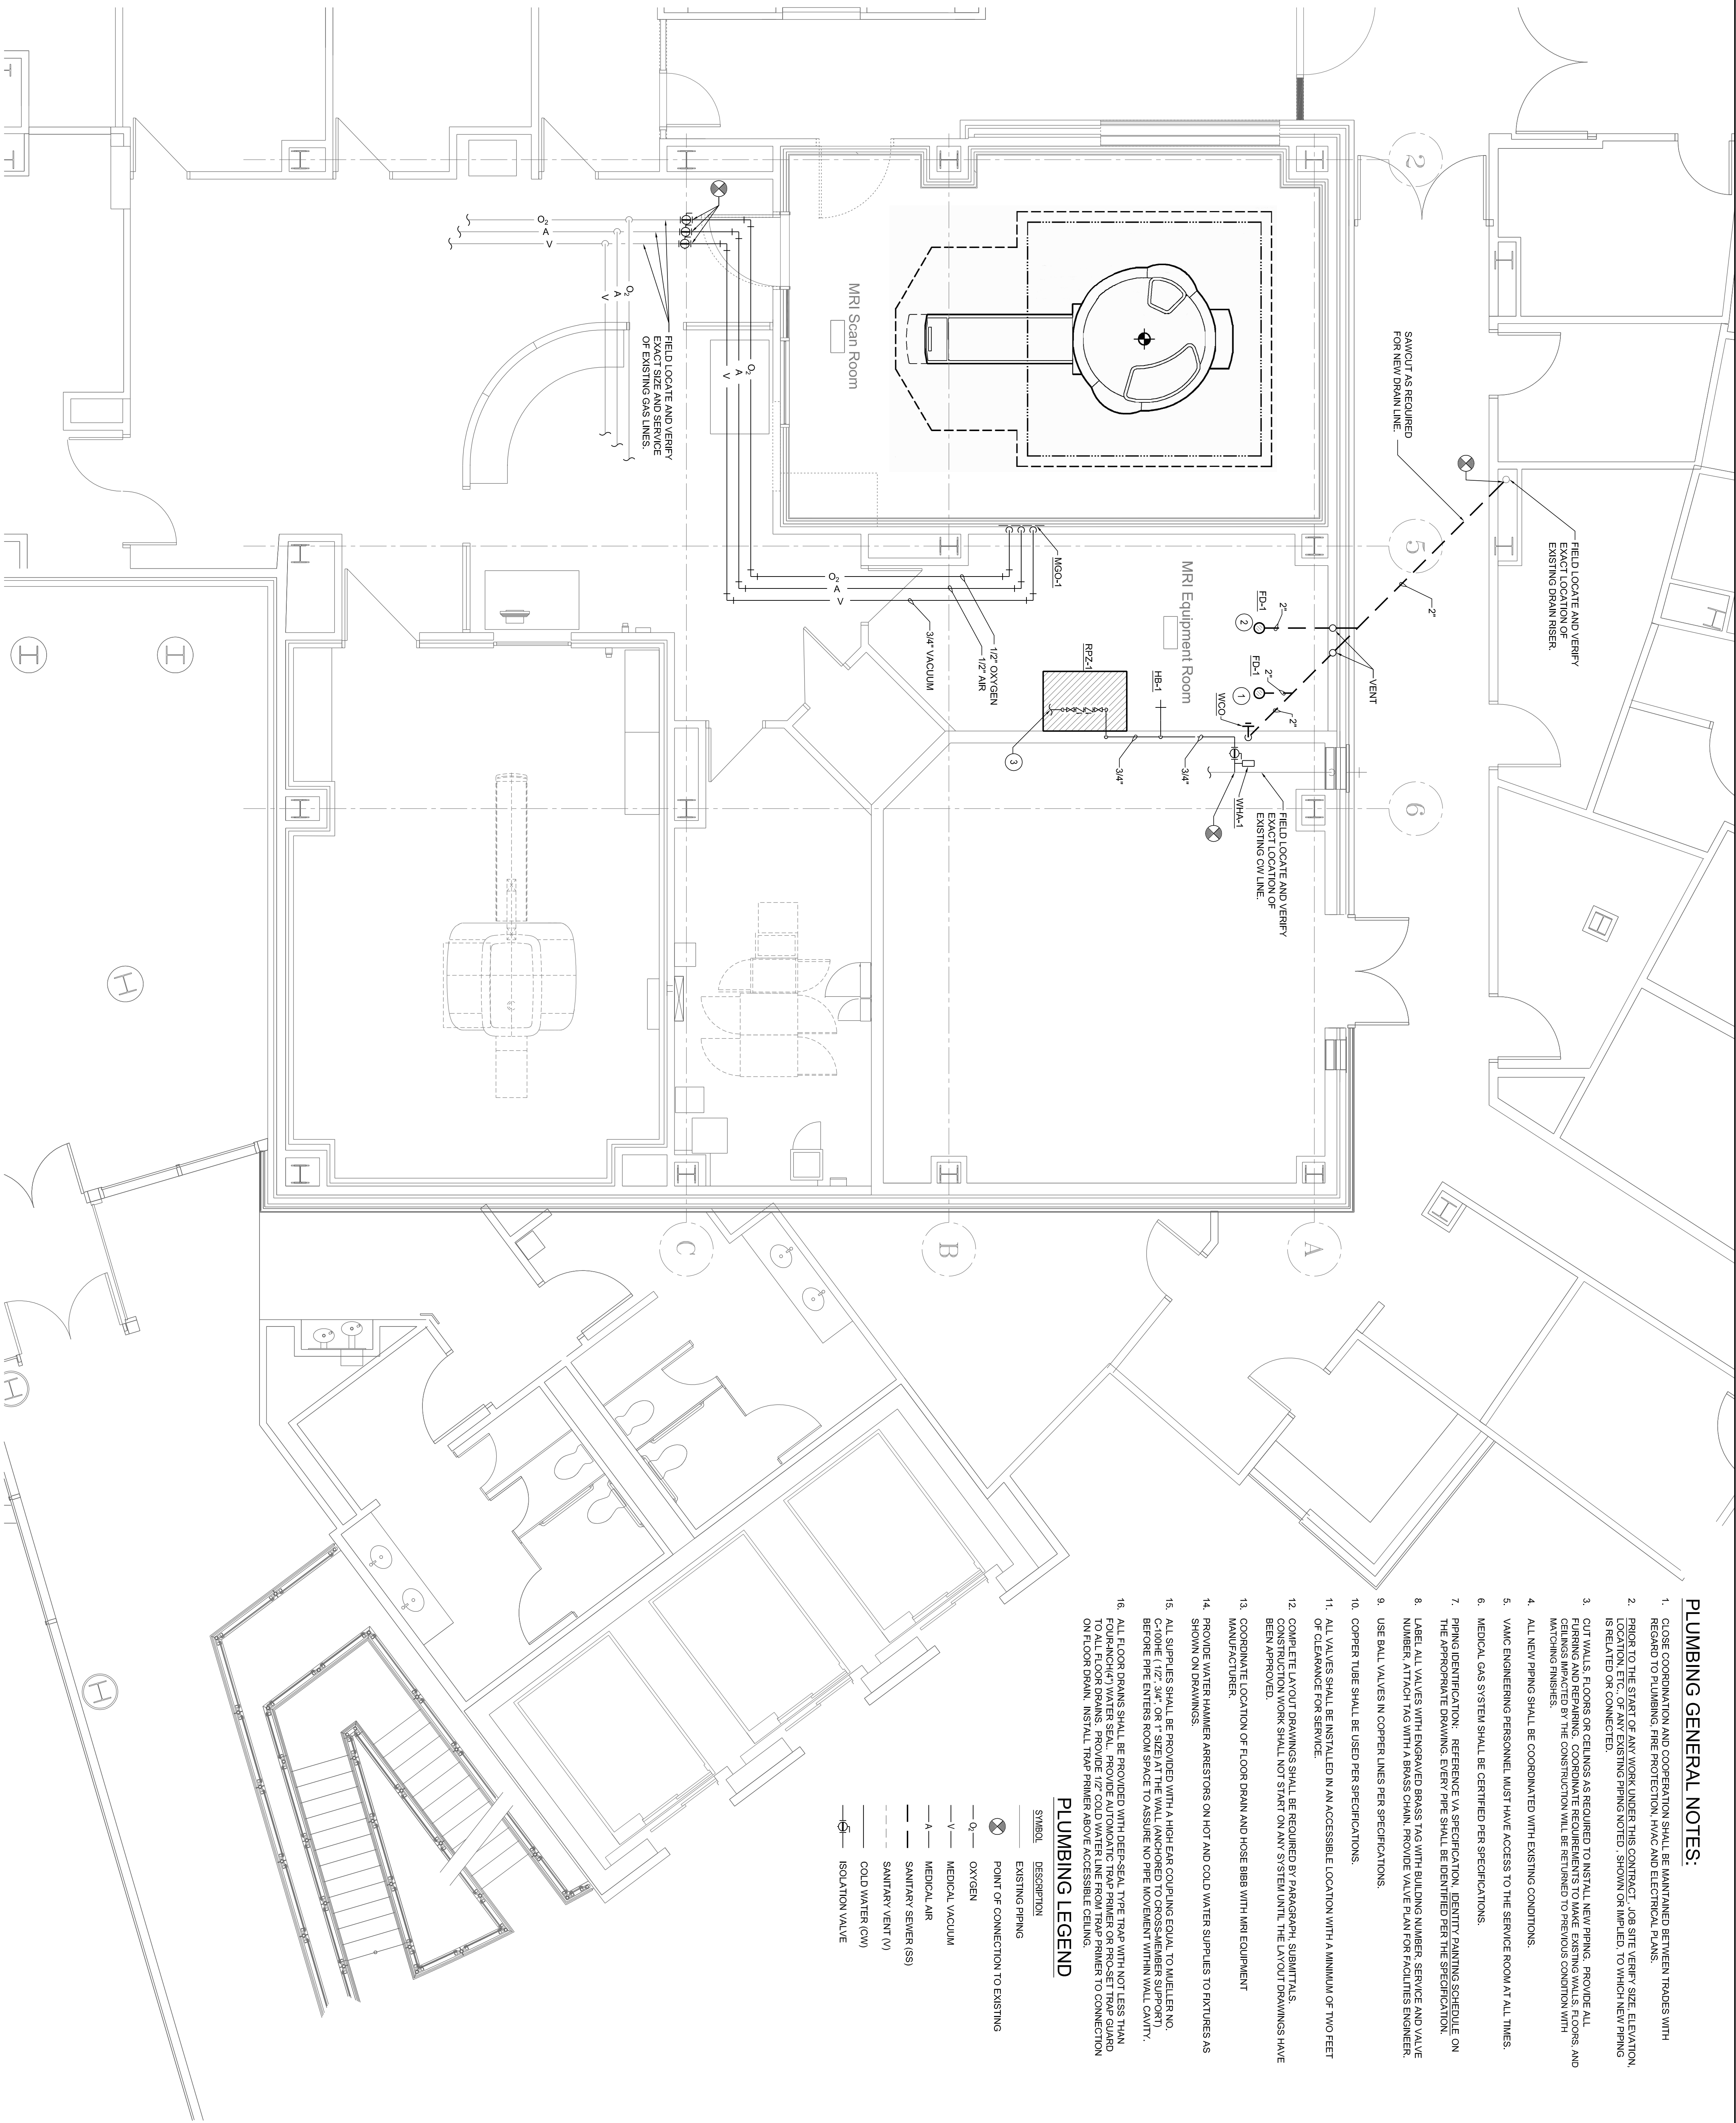 PLUMBING GENERAL NOTES:
1. CLOSE COORDINATION AND COOPERATION SHALL BE MAINTAINED BETWEEN TRADES WITH
REGARD TO PLUMBING, FIRE PROTECTION, HVAC AND ELECTRICAL PLANS.
2. PRIOR TO THE START OF ANY WORK UNDER THIS CONTRACT , JOB SITE VERIFY SIZE, ELEVATION,
LOCATION, ETC., OF ANY EXISTING PIPING NOTED , SHOWN OR IMPLIED, TO WHICH NEW PIPING
IS RELATED OR CONNECTED.
3. CUT WALLS, FLOORS OR CEILINGS AS REQUIRED TO INSTALL NEW PIPING. PROVIDE ALL
FURRING AND REPAIRING. COORDINATE REQUIREMENTS TO MAKE EXISTING WALLS, FLOORS, AND
CEILINGS IMPACTED BY THE CONSTRUCTION WILL BE RETURNED TO PREVIOUS CONDITION WITH
MATCHING FINISHES.
4. ALL NEW PIPING SHALL BE COORDINATED WITH EXISTING CONDITIONS.
5. VAMC ENGINEERING PERSONNEL MUST HAVE ACCESS TO THE SERVICE ROOM AT ALL TIMES.
6. MEDICAL GAS SYSTEM SHALL BE CERTIFIED PER SPECIFICATIONS.
7. PIPING IDENTIFICATION: REFERENCE VA SPECIFICATION, IDENTIFY PAINTING SCHEDULE ON
THE APPROPRIATE DRAWING. EVERY PIPE SHALL BE IDENTIFIED PER THE SPECIFICATION.
8. LABEL ALL VALVES WITH ENGRAVED BRASS TAG WITH BUILDING NUMBER, SERVICE AND VALVE
NUMBER, ATTACH TAG WITH A BRASS CHAIN. PROVIDE VALVE PLAN FOR FACILITIES ENGINEER.
9. USE BALL VALVES IN COPPER LINES PER SPECIFICATIONS.
10. COPPER TUBE SHALL BE USED PER SPECIFICATIONS.
11. ALL VALVES SHALL BE INSTALLED IN AN ACCESSIBLE LOCATION WITH A MINIMUM OF TWO FEET
OF CLEARANCE FOR SERVICE.
12. COMPLETE LAYOUT DRAWINGS SHALL BE REQUIRED BY PARAGRAPH, SUBMITTALS.
CONSTRUCTION WORK SHALL NOT START ON ANY SYSTEM UNTIL THE LAYOUT DRAWINGS HAVE
BEEN APPROVED.
13. COORDINATE LOCATION OF FLOOR DRAIN AND HOSE BIBB WITH MRI EQUIPMENT
MANUFACTURER.
14. PROVIDE WATER HAMMER ARRESTORS ON HOT AND COLD WATER SUPPLIES TO FIXTURES AS
SHOWN ON DRAWINGS.
15. ALL SUPPLIES SHALL BE PROVIDED WITH A HIGH EAR COUPLING EQUAL TO MUELLER NO.
C-100HE ( 1/2", 3/4", OR 1" SIZE) AT THE WALL (ANCHORED TO CROSS-MEMBER SUPPORT)
BEFORE PIPE ENTERS ROOM SPACE TO ASSURE NO PIPE MOVEMENT WITHIN WALL CAVITY.
16. ALL FLOOR DRAINS SHALL BE PROVIDED WITH DEEP-SEAL TYPE TRAP WITH NOT LESS THAN
FOUR-INCH(4") WATER SEAL. PROVIDE AUTOMOATIC TRAP PRIMER OR PRO-SET TRAP GUARD
TO ALL FLOOR DRAINS. PROVIDE 1/2" COLD WATER LINE FROM TRAP PRIMER TO CONNECTION
ON FLOOR DRAIN. INSTALL TRAP PRIMER ABOVE ACCESSIBLE CEILING.
PLUMBING LEGEND
SYMBOL DESCRIPTION
EXISTING PIPING
POINT OF CONNECTION TO EXISTING
O2 OXYGEN
V MEDICAL VACUUM
A MEDICAL AIR
SANITARY SEWER (SS)
SANITARY VENT (V)
COLD WATER (CW)
ISOLATION VALVE
2
5
6
A
B
C
SAWCUT AS REQUIRED
FOR NEW DRAIN LINE.
FIELD LOCATE AND VERIFY
EXACT LOCATION OF
EXISTING DRAIN RISER.
2"
VENT
2"
FD-1
2
2"
FD-1
1
2"
WCO
MRI Equipment Room
HB-1
RPZ-1
3
3/4"
3/4"
WHA-1
FIELD LOCATE AND VERIFY
EXACT LOCATION OF
EXISTING CW LINE.
MGO-1
MRI Scan Room
O2
A
V
1/2" OXYGEN
1/2" AIR
3/4" VACUUM
O2
A
V
FIELD LOCATE AND VERIFY
EXACT SIZE AND SERVICE
OF EXISTING GAS LINES.
O2
A
V
O2
A
V